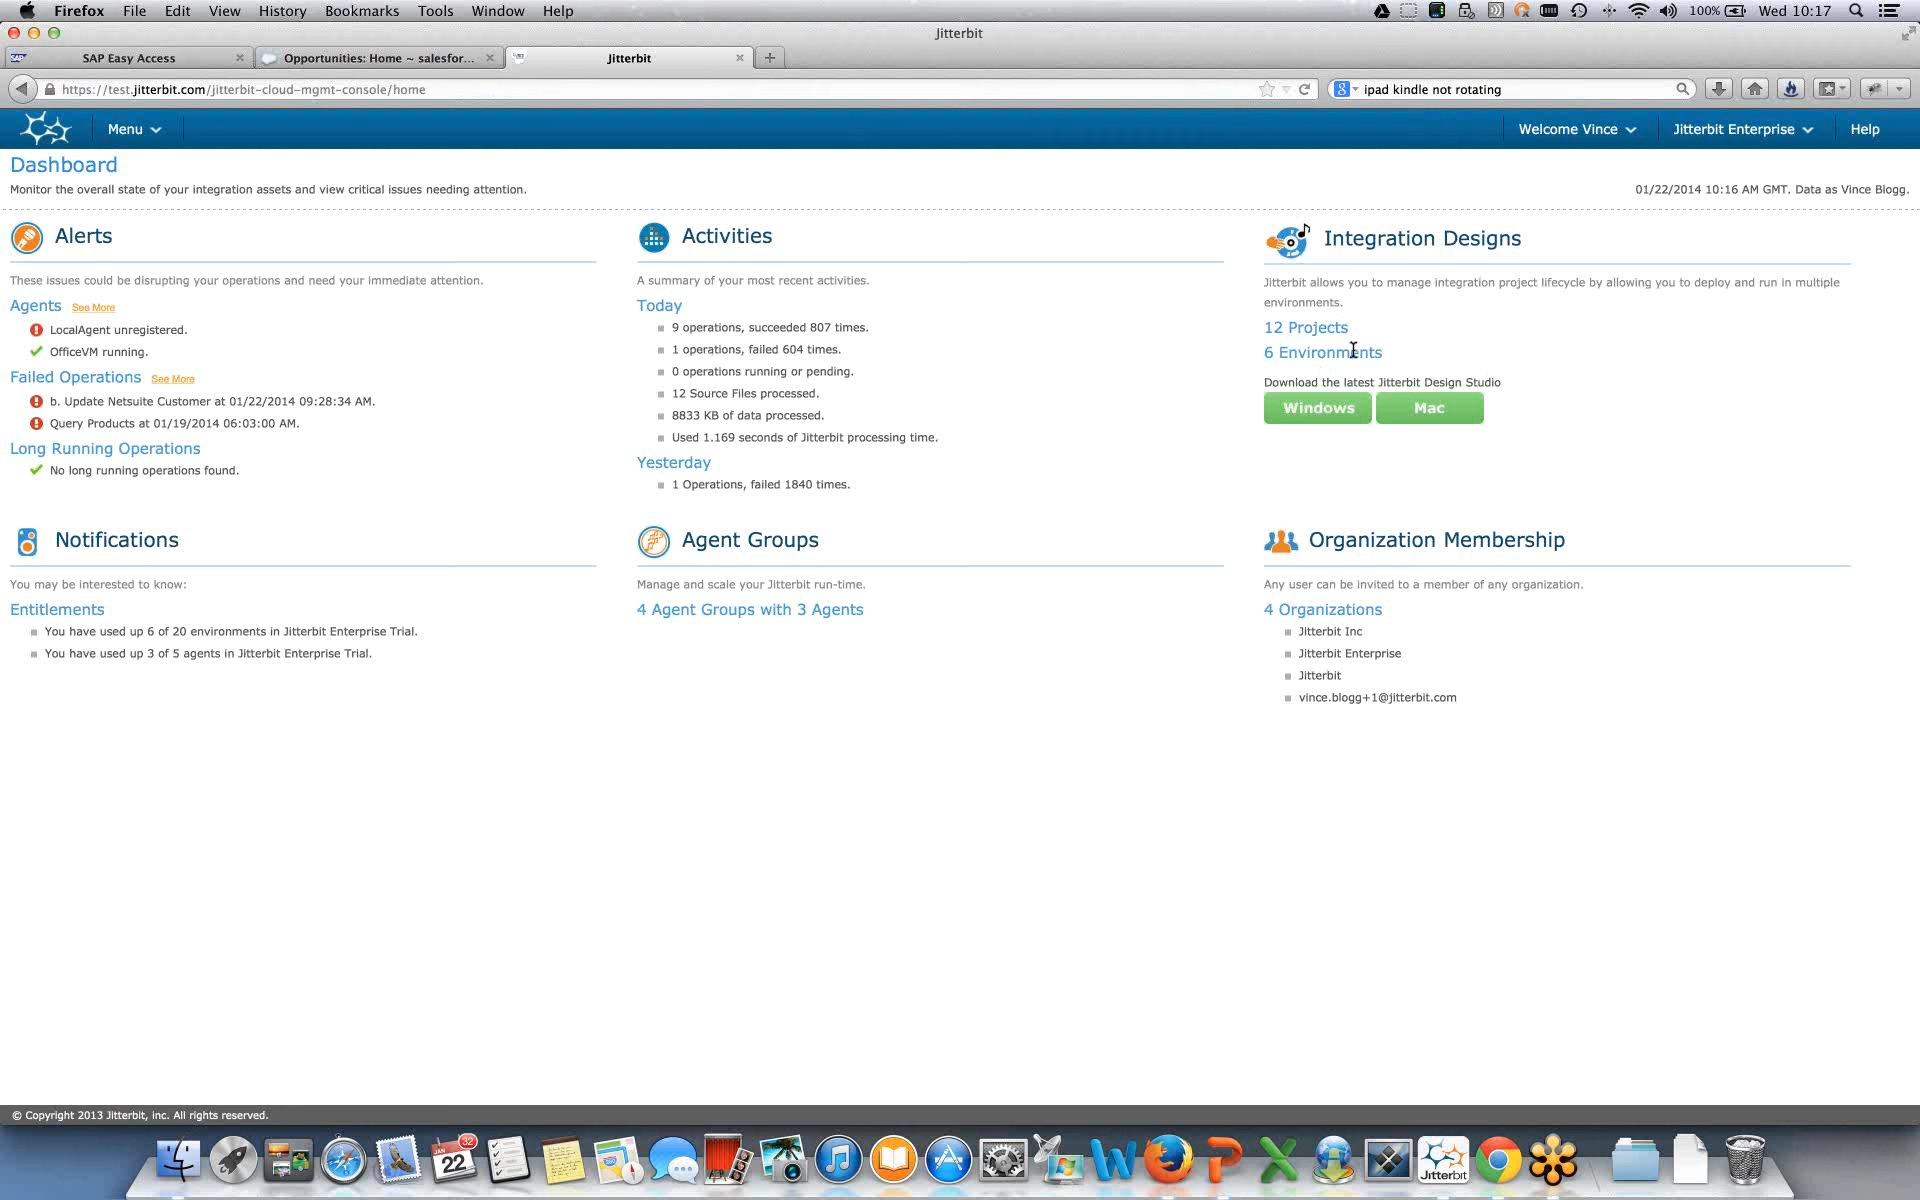 Firefox File Edit View History Bookmarks Tools Window Help 100% Wed 10:17
Jitterbit
SAP SAP Easy Access Opportunities: Home ~ salesfor... Jitterbit
https://test.jitterbit.com/jitterbit-cloud-mgmt-console/home ipad kindle not rotating
Menu Welcome Vince Jitterbit Enterprise Help
Dashboard
Monitor the overall state of your integration assets and view critical issues needing attention. 01/22/2014 10:16 AM GMT. Data as Vince Blogg.
Alerts
These issues could be disrupting your operations and need your immediate attention.
Agents See More
LocalAgent unregistered.
OfficeVM running.
Failed Operations See More
b. Update Netsuite Customer at 01/22/2014 09:28:34 AM.
Query Products at 01/19/2014 06:03:00 AM.
Long Running Operations
No long running operations found.
Activities
A summary of your most recent activities.
Today
9 operations, succeeded 807 times.
1 operations, failed 604 times.
0 operations running or pending.
12 Source Files processed.
8833 KB of data processed.
Used 1.169 seconds of Jitterbit processing time.
Yesterday
1 Operations, failed 1840 times.
Integration Designs
Jitterbit allows you to manage integration project lifecycle by allowing you to deploy and run in multiple
environments.
12 Projects
6 Environments
Download the latest Jitterbit Design Studio
Windows Mac
Notifications
You may be interested to know:
Entitlements
You have used up 6 of 20 environments in Jitterbit Enterprise Trial.
You have used up 3 of 5 agents in Jitterbit Enterprise Trial.
Agent Groups
Manage and scale your Jitterbit run-time.
4 Agent Groups with 3 Agents
Organization Membership
Any user can be invited to a member of any organization.
4 Organizations
Jitterbit Inc
Jitterbit Enterprise
Jitterbit
vince.blogg+1@jitterbit.com
© Copyright 2013 Jitterbit, inc. All rights reserved.
32
JAN
22
Jitterbit